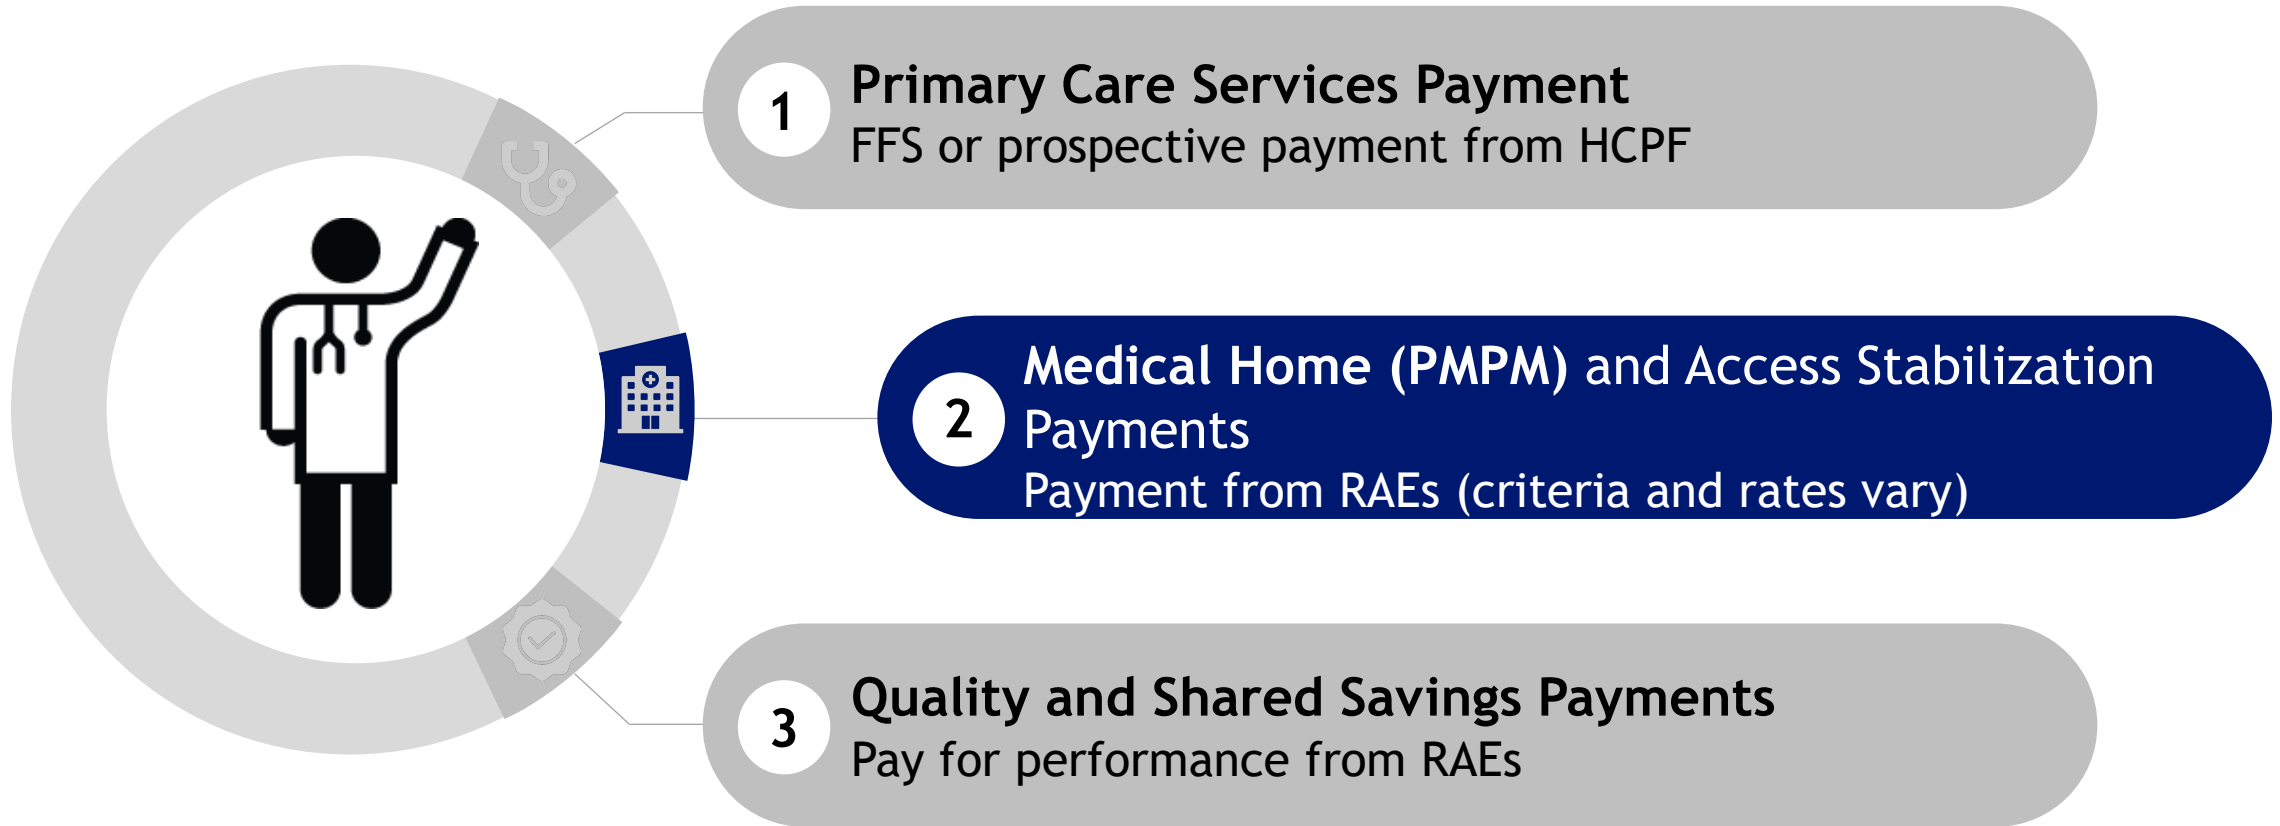 1
Primary Care Services Payment
FFS or prospective payment from HCPF
2
Medical Home (PMPM) and Access Stabilization
Payments
Payment from RAEs (criteria and rates vary)
3
Quality and Shared Savings Payments
Pay for performance from RAEs